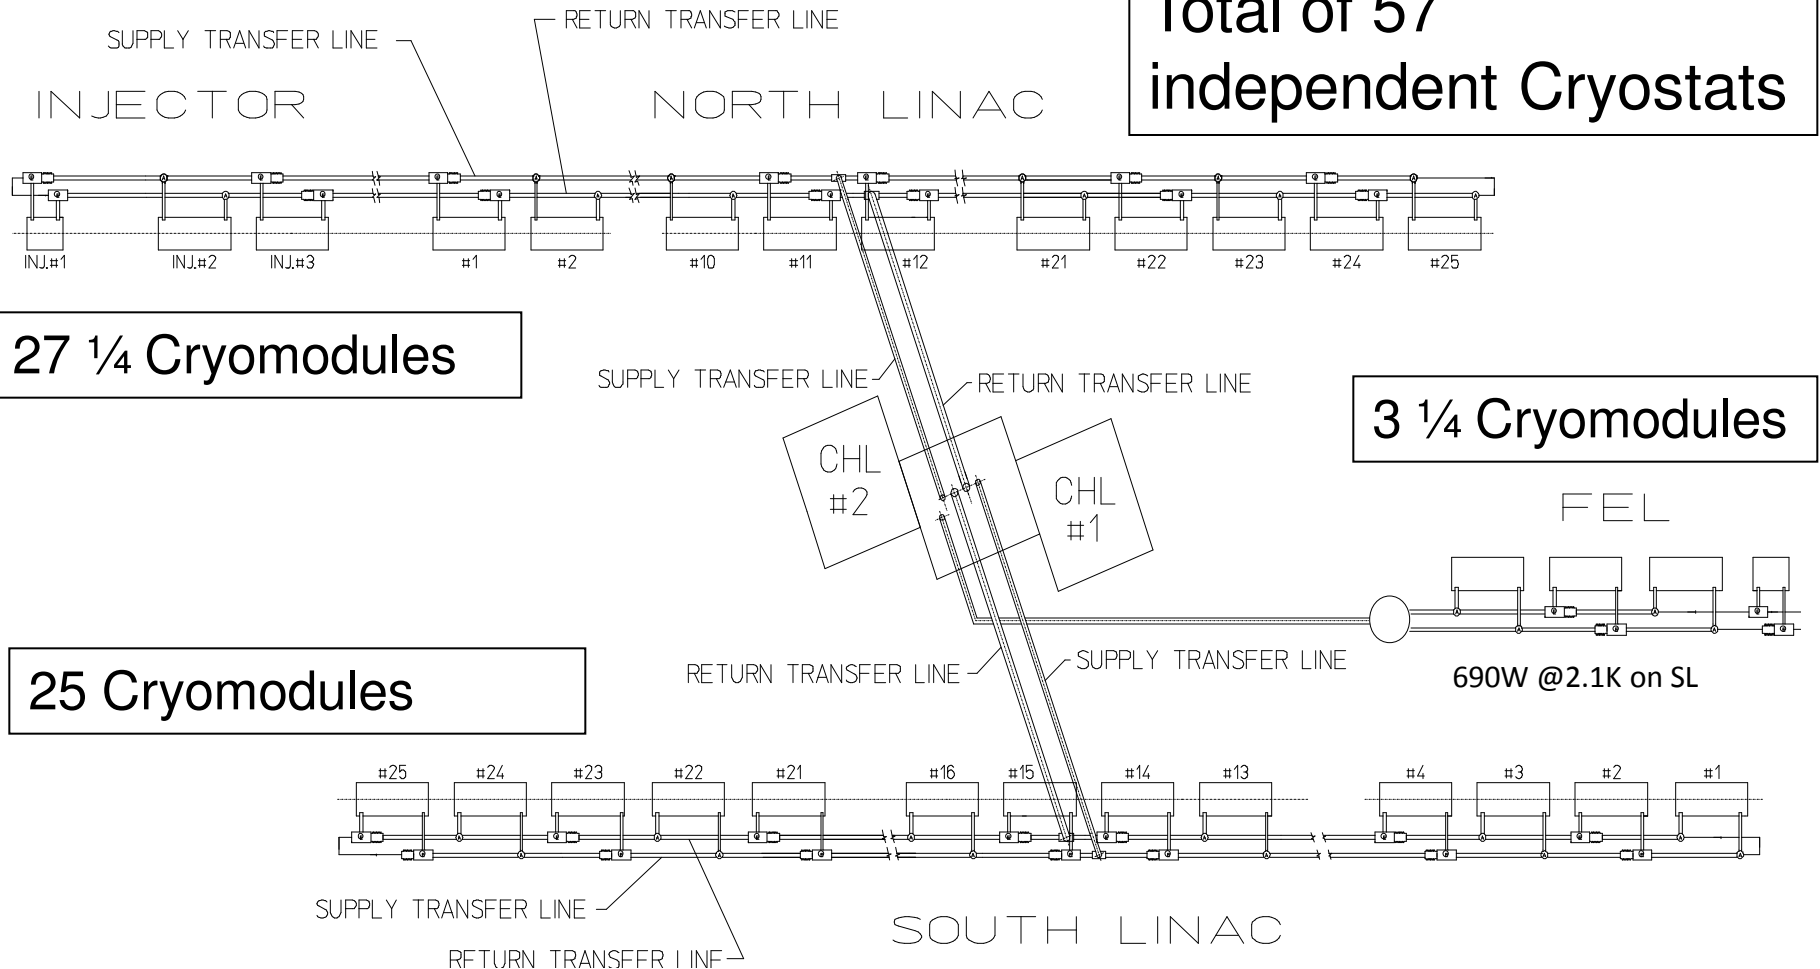 Total of 57
independent Cryostats
SUPPLY TRANSFER LINE
RETURN TRANSFER LINE
INJECTOR
NORTH LINAC
INJ.#1
INJ.#2
INJ.#3
#1
#2
#10
#11
#12
#21
#22
#23
#24
#25
27 ¼ Cryomodules
SUPPLY TRANSFER LINE
RETURN TRANSFER LINE
3 ¼ Cryomodules
CHL
#2
CHL
#1
FEL
RETURN TRANSFER LINE
SUPPLY TRANSFER LINE
690W @2.1K on SL
25 Cryomodules
#25
#24
#23
#22
#21
#16
#15
#14
#13
#4
#3
#2
#1
SUPPLY TRANSFER LINE
RETURN TRANSFER LINE
SOUTH LINAC